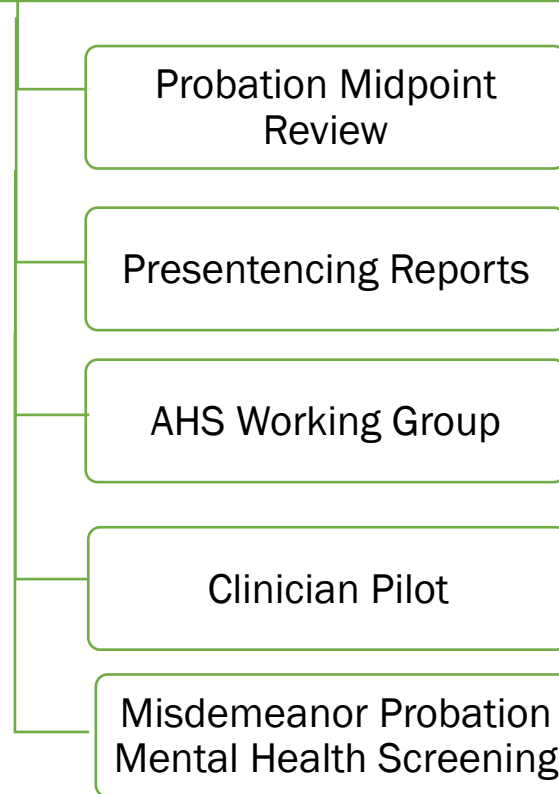 Probation Midpoint
Review
Presentencing Reports
AHS Working Group
Clinician Pilot
Misdemeanor Probation
Mental Health Screening